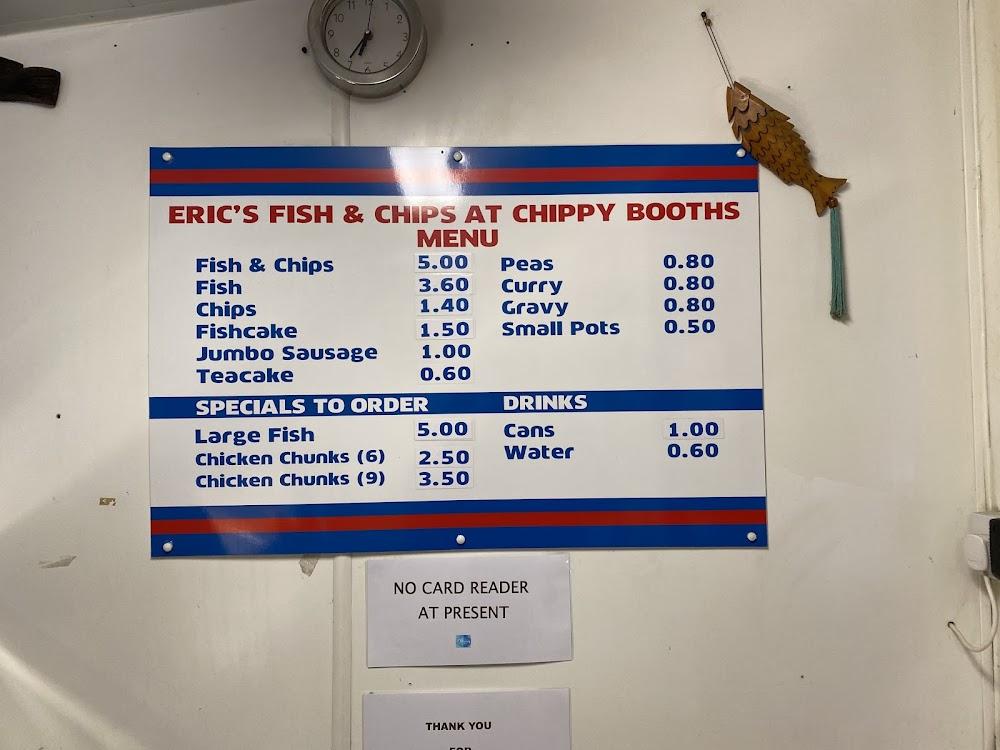 ERIC'S FISH & CHIPS AT CHIPPY BOOTHS
MENU
Fish & Chips 5.00
Fish 3.60
Chips 1.40
Fishcake 1.50
Jumbo Sausage 1.00
Teacake 0.60
Peas 0.80
Curry 0.80
Gravy 0.80
Small Pots 0.50
SPECIALS TO ORDER
Large Fish 5.00
Chicken Chunks (6) 2.50
Chicken Chunks (9) 3.50
DRINKS
Cans 1.00
Water 0.60
NO CARD READER
AT PRESENT
THANK YOU
FOR